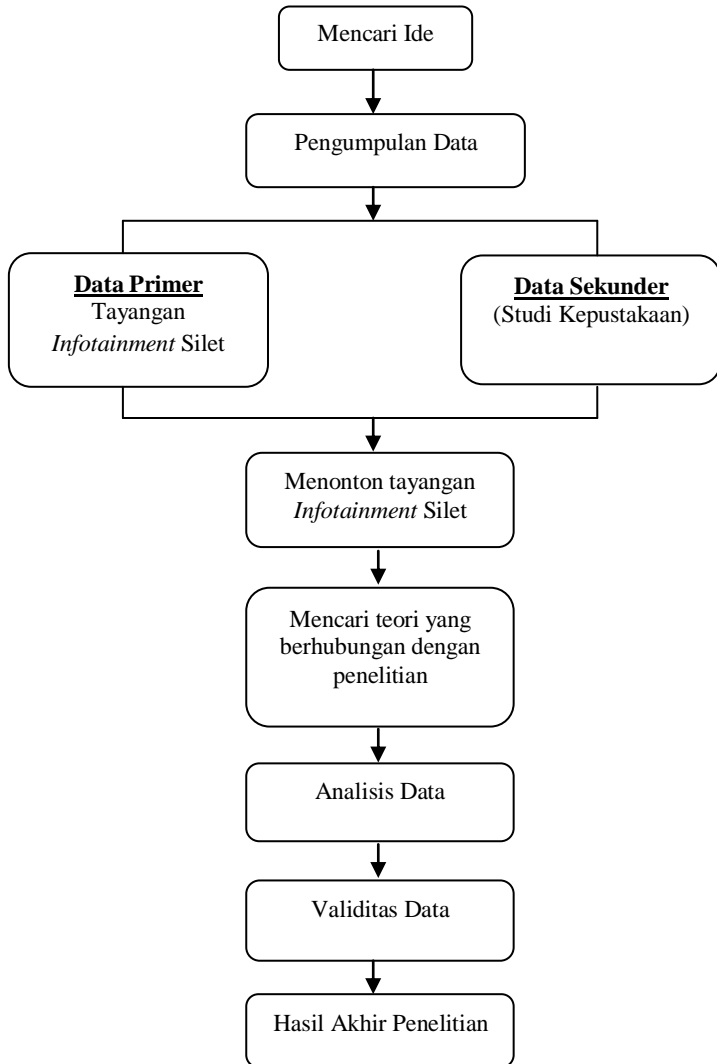 Mencari Ide
Pengumpulan Data
Data Primer
Tayangan
Infotainment Silet
Data Sekunder
(Studi Kepustakaan)
Menonton tayangan
Infotainment Silet
Mencari teori yang
berhubungan dengan
penelitian
Analisis Data
Validitas Data
Hasil Akhir Penelitian